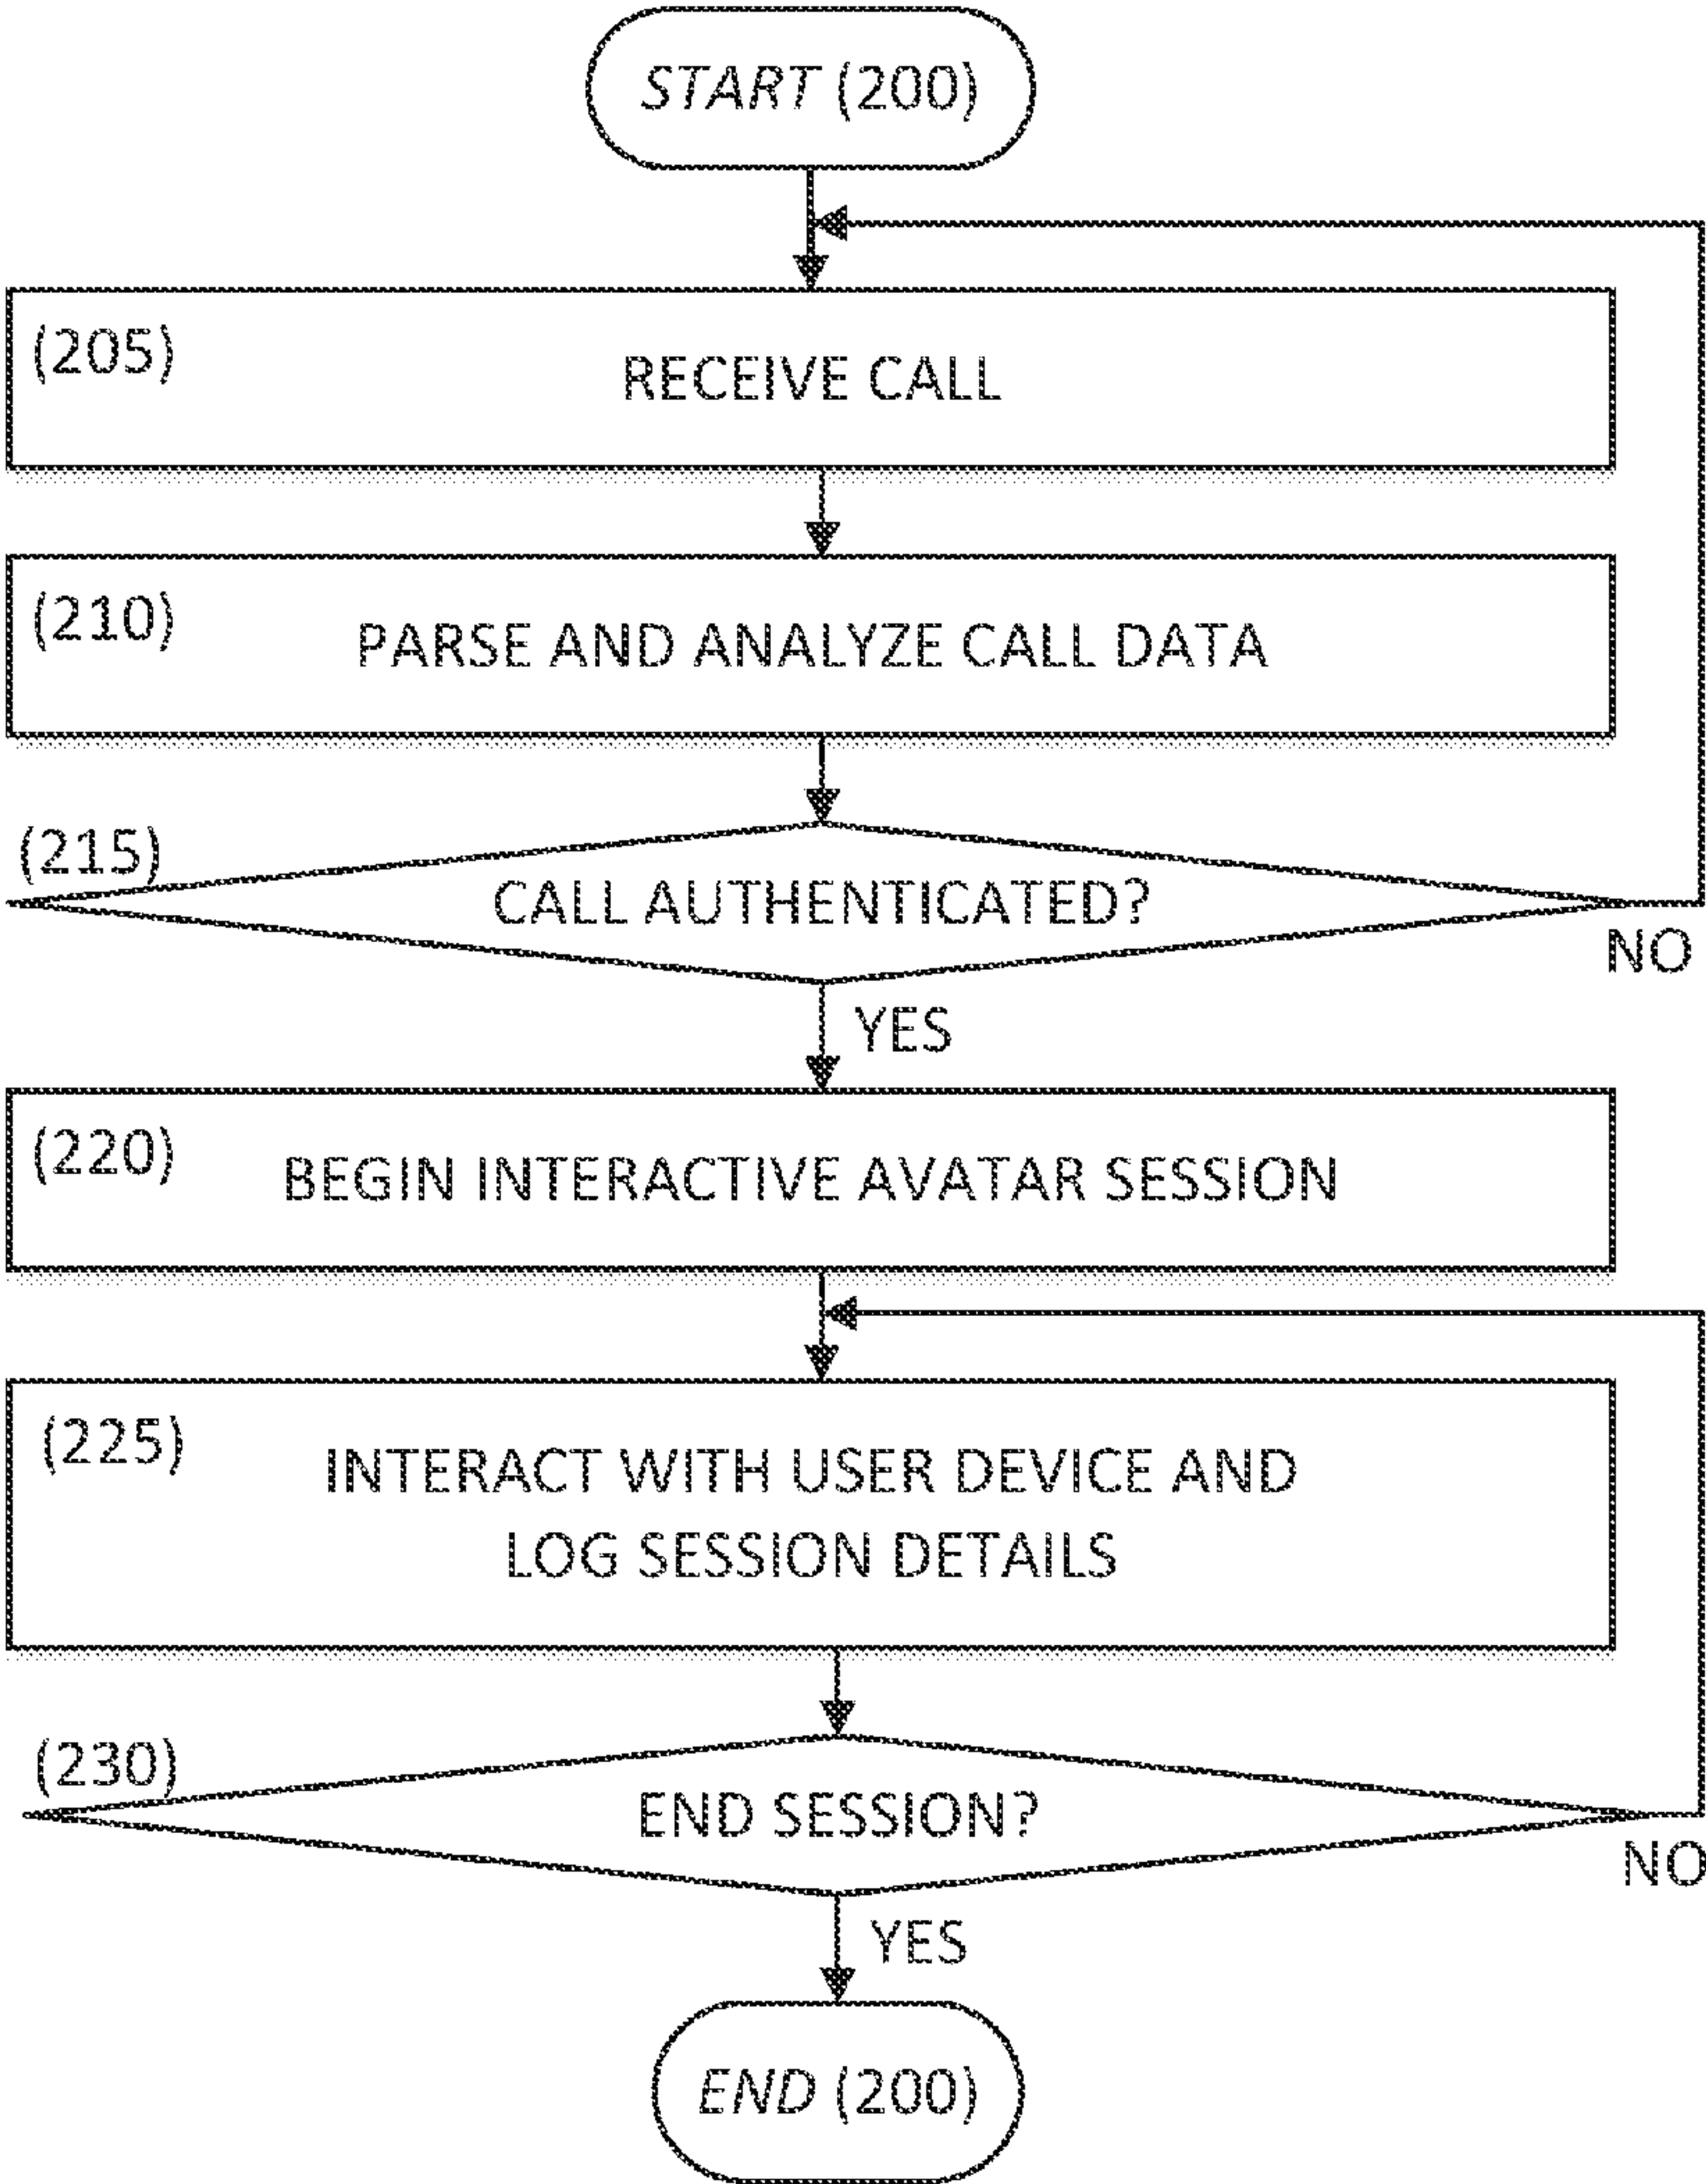 START (200)
(205)
RECEIVE CALL
(210)
PARSE AND ANALYZE CALL DATA
(215)
CALL AUTHENTICATED?
NO
YES
(220)
BEGIN INTERACTIVE AVATAR SESSION
(225)
INTERACT WITH USER DEVICE AND
LOG SESSION DETAILS
(230)
END SESSION?
NO
YES
END (200)